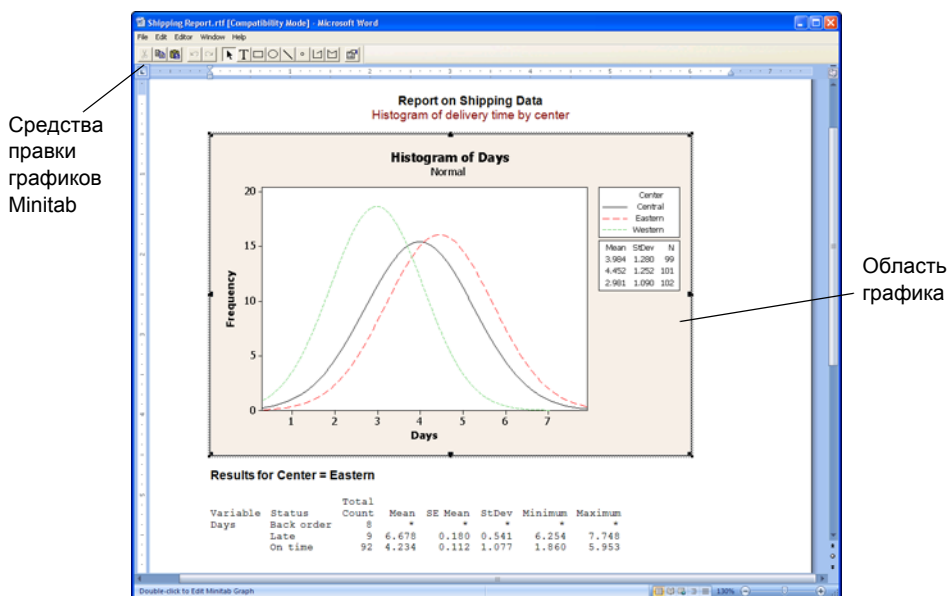 Shipping Report.rtf [Compatibility Mode] - Microsoft Word
File Edit Editor Window Help
Средства
правки
графиков
Minitab
Report on Shipping Data
Histogram of delivery time by center
Histogram of Days
Normal
Frequency
20
15
10
5
0
1 2 3 4 5 6 7
Days
Center
Central
Eastern
Western
Mean StDev N
3.984 1.280 99
4.452 1.252 101
2.981 1.090 102
Область
графика
Results for Center = Eastern
Total
Variable Status Count Mean SE Mean StDev Minimum Maximum
Days Back order 8 * * * * *
Late 9 6.678 0.180 0.541 6.254 7.748
On time 92 4.234 0.112 1.077 1.860 5.953
Double-click to Edit Minitab Graph
130%